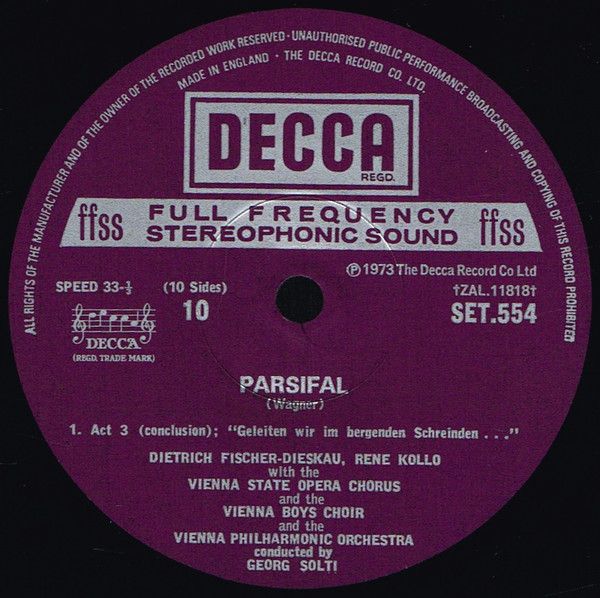 ALL RIGHTS OF THE MANUFACTURER AND OF THE OWNER OF THE RECORDED WORK RESERVED · UNAUTHORISED PUBLIC PERFORMANCE BROADCASTING AND COPYING OF THIS RECORD PROHIBITED
MADE IN ENGLAND · THE DECCA RECORD CO. LTD.
DECCA
REGD.
ffss FULL FREQUENCY STEREOPHONIC SOUND ffss
℗ 1973 The Decca Record Co Ltd
SPEED 33-⅓ (10 Sides) †ZAL.11818†
10 SET.554
DECCA
(REGD. TRADE MARK)
PARSIFAL
(Wagner)
1. Act 3 (conclusion); "Geleiten wir im bergenden Schreinden . . ."
DIETRICH FISCHER-DIESKAU, RENE KOLLO
with the
VIENNA STATE OPERA CHORUS
and the
VIENNA BOYS CHOIR
and the
VIENNA PHILHARMONIC ORCHESTRA
conducted by
GEORG SOLTI